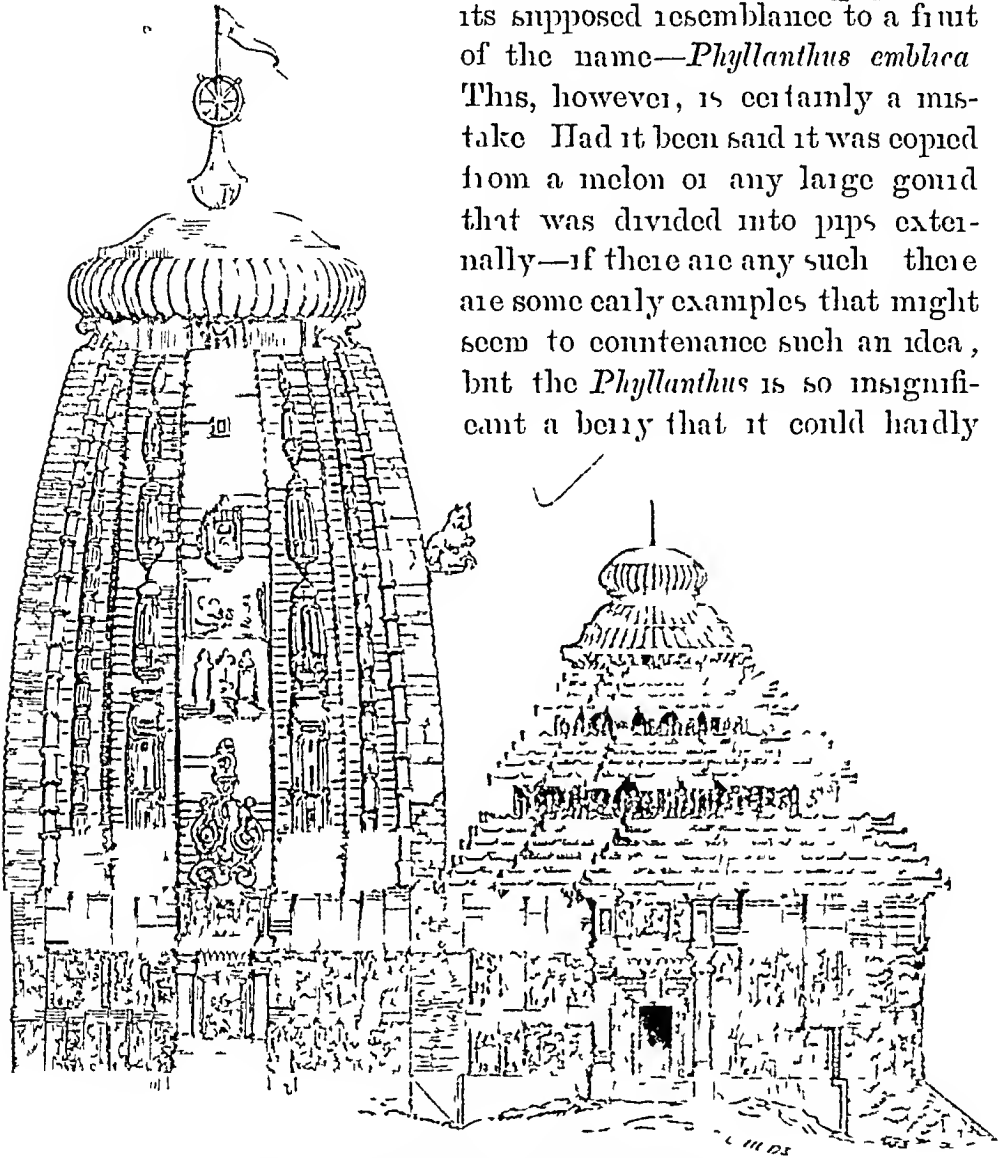 its supposed resemblance to a fruit
of the name—Phyllanthus emblica
This, however, is certainly a mis-
take Had it been said it was copied
from a melon or any large gourd
that was divided into pips exter-
nally—if there are any such there
are some early examples that might
seem to countenance such an idea,
but the Phyllanthus is so insignifi-
cant a berry that it could hardly